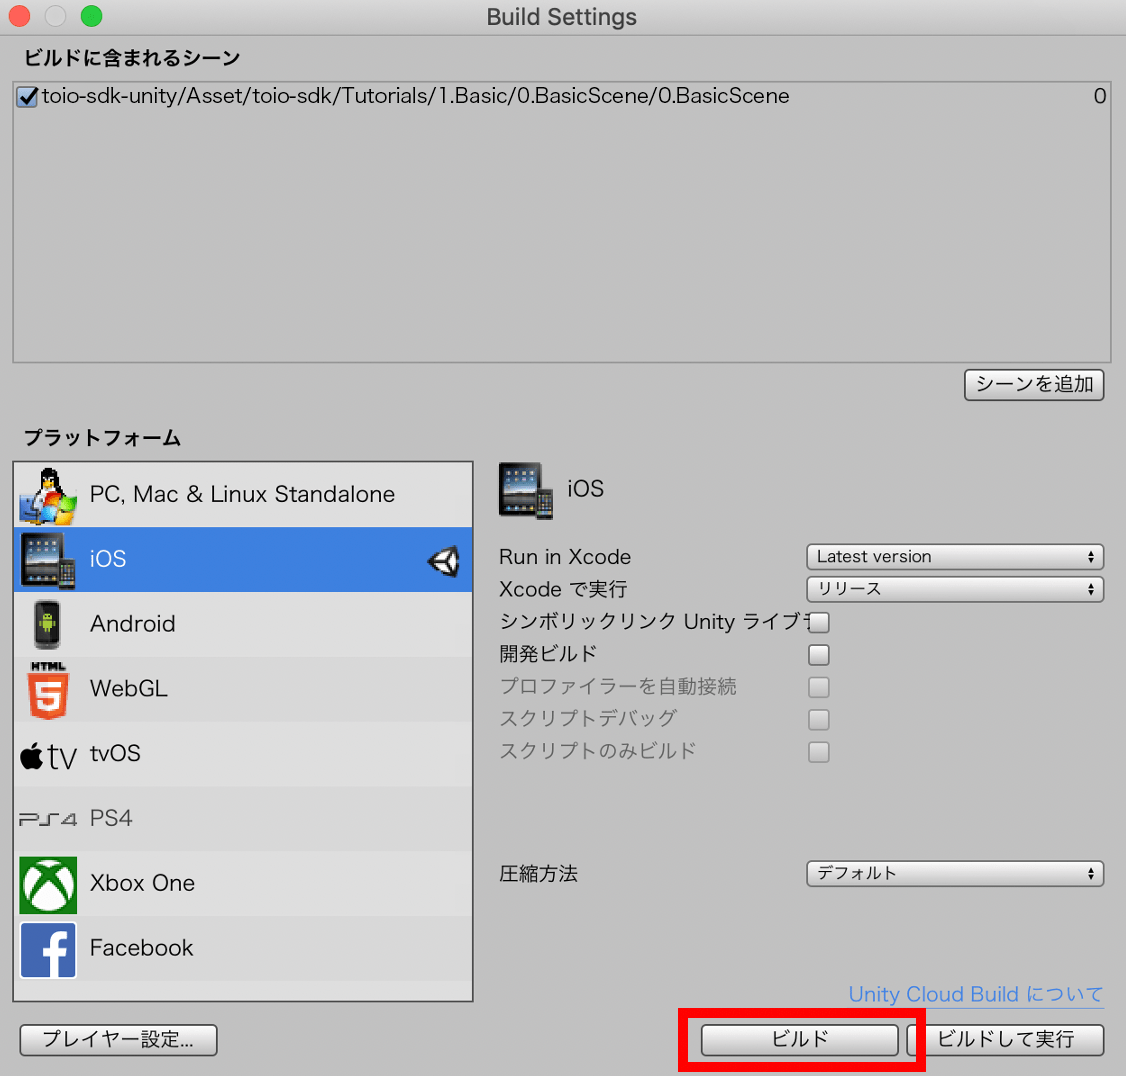 Build Settings
ビルドに含まれるシーン
toio-sdk-unity/Asset/toio-sdk/Tutorials/1.Basic/0.BasicScene/0.BasicScene 0
シーンを追加
プラットフォーム
PC, Mac & Linux Standalone
iOS
Android
HTML
5
WebGL
tv
tvOS
PS4
PS4
Xbox One
f
Facebook
iOS
Run in Xcode Latest version
Xcode で実行 リリース
シンボリックリンク Unity ライブラ
開発ビルド
プロファイラーを自動接続
スクリプトデバッグ
スクリプトのみビルド
圧縮方法 デフォルト
Unity Cloud Build について
プレイヤー設定...
ビルド
ビルドして実行